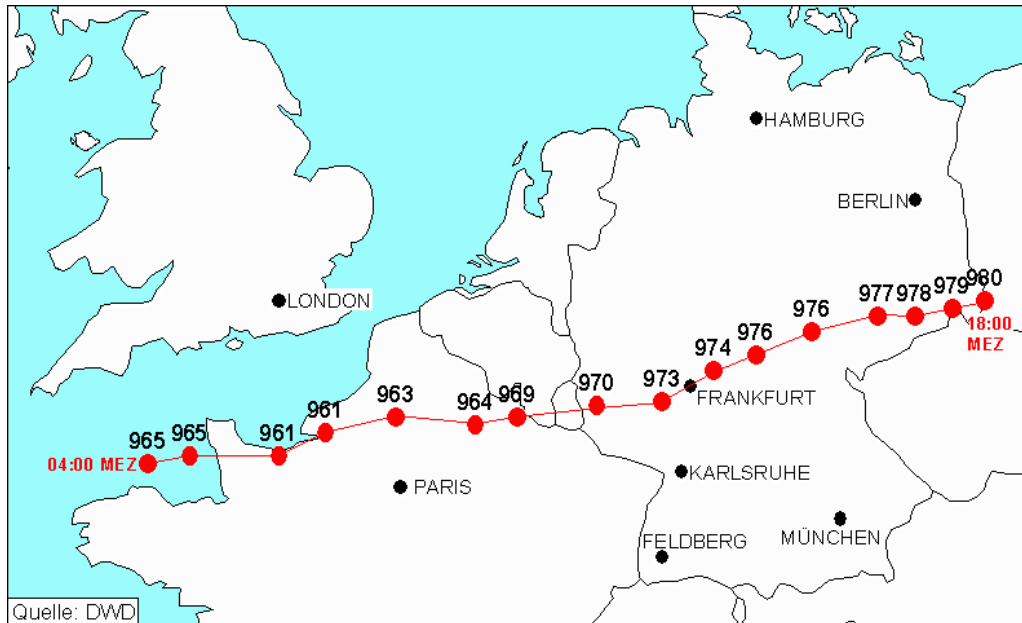 HAMBURG
BERLIN
980
979
978
977
LONDON
976
976
18:00
MEZ
974
973
970
969
964
963
961
FRANKFURT
965
965
961
04:00 MEZ
KARLSRUHE
PARIS
MÜNCHEN
FELDBERG
Quelle: DWD